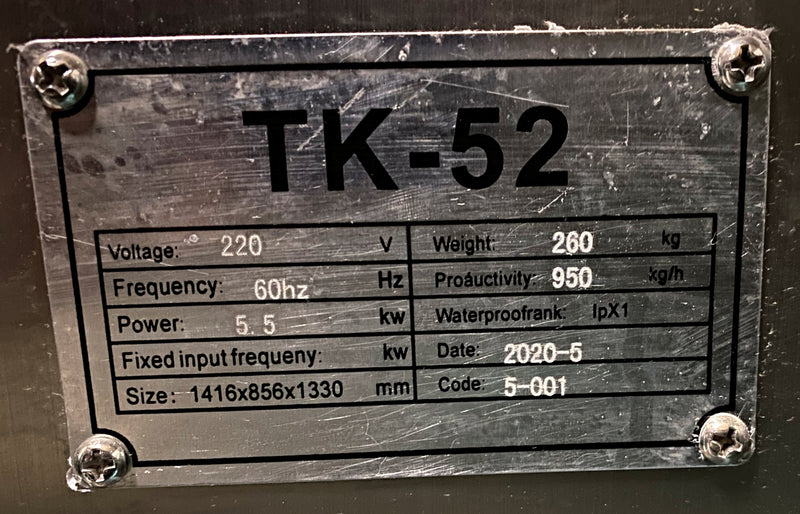 TK-52
Voltage: 220 V
Weight: 260 kg
Frequency: 60hz Hz
Proáuctivity: 950 kg/h
Power: 5.5 kw
Waterproofrank: IpX1
Fixed input frequeny: kw
Date: 2020-5
Size: 1416x856x1330 mm
Code: 5-001